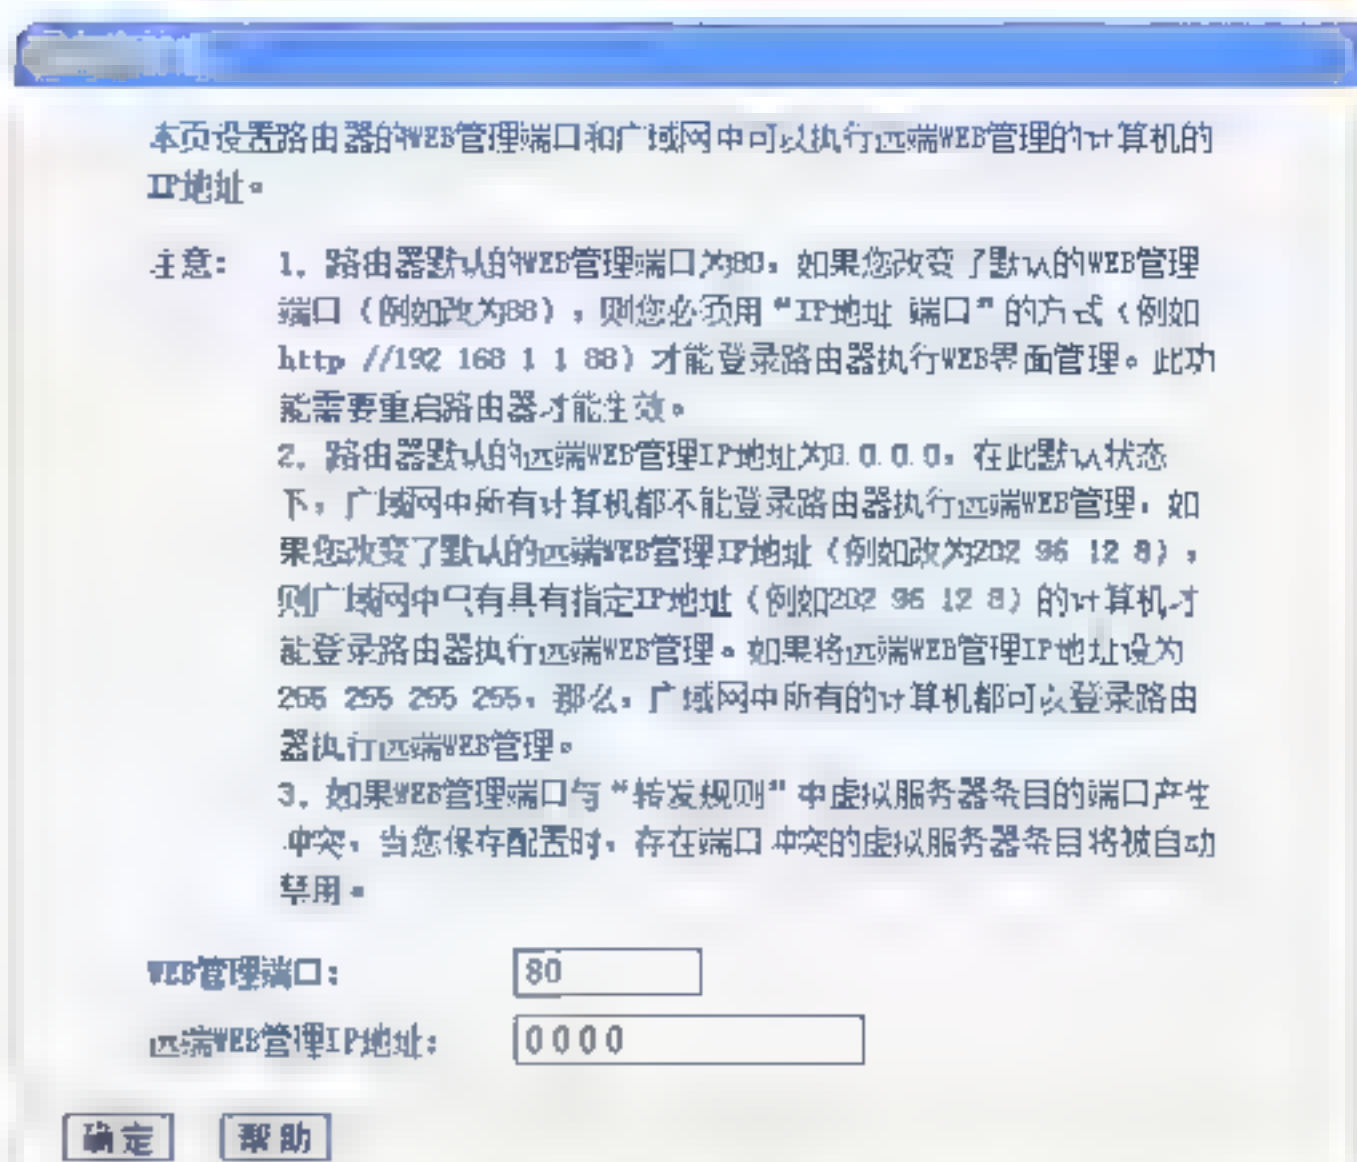 本页设置路由器的WEB管理端口和广域网中可以执行远端WEB管理的计算机的
IP地址。
注意： 1. 路由器默认的WEB管理端口为80，如果您改变了默认的WEB管理
端口（例如改为88），则您必须用“IP地址 端口”的方式（例如
http //192 168 1 1 88）才能登录路由器执行WEB界面管理。此功
能需要重启路由器才能生效。
2. 路由器默认的远端WEB管理IP地址为0.0.0.0，在此默认状态
下，广域网中所有计算机都不能登录路由器执行远端WEB管理，如
果您改变了默认的远端WEB管理IP地址（例如改为202 96 12 8），
则广域网中只有具有指定IP地址（例如202 96 12 8）的计算机才
能登录路由器执行远端WEB管理。如果将远端WEB管理IP地址设为
255 255 255 255，那么，广域网中所有的计算机都可以登录路由
器执行远端WEB管理。
3. 如果WEB管理端口与“转发规则”中虚拟服务器条目的端口产生
冲突，当您保存配置时，存在端口冲突的虚拟服务器条目将被自动
禁用。
WEB管理端口： 80
远端WEB管理IP地址： 0 0 0 0
确定 帮助